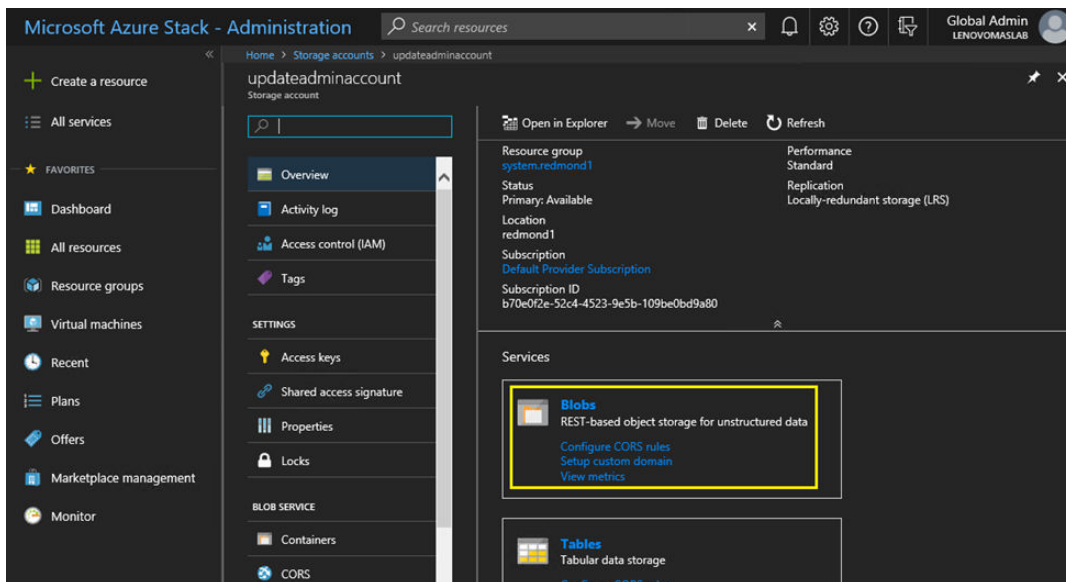 Microsoft Azure Stack - Administration
Search resources
Global Admin
LENOVOMASLAB
Home > Storage accounts > updateadminaccount
updateadminaccount
Storage account
Create a resource
All services
FAVORITES
Dashboard
All resources
Resource groups
Virtual machines
Recent
Plans
Offers
Marketplace management
Monitor
Overview
Activity log
Access control (IAM)
Tags
SETTINGS
Access keys
Shared access signature
Properties
Locks
BLOB SERVICE
Containers
CORS
Open in Explorer Move Delete Refresh
Resource group
system.redmond1
Status
Primary: Available
Location
redmond1
Subscription
Default Provider Subscription
Subscription ID
b70e0f2e-52c4-4523-9e5b-109be0bd9a80
Performance
Standard
Replication
Locally-redundant storage (LRS)
Services
Blobs
REST-based object storage for unstructured data
Configure CORS rules
Setup custom domain
View metrics
Tables
Tabular data storage